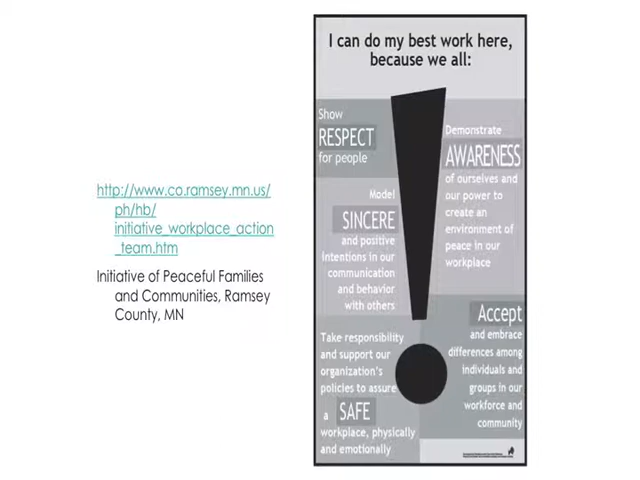 http://www.co.ramsey.mn.us/
ph/hb/
initiative_workplace_action
_team.htm
Initiative of Peaceful Families
and Communities, Ramsey
County, MN
I can do my best work here,
because we all:
Show
RESPECT
for people
Demonstrate
AWARENESS
of ourselves and
our power to
create an
environment of
peace in our
workplace
Model
SINCERE
and positive
intentions in our
communication
and behavior
with others
Accept
and embrace
differences among
individuals and
groups in our
workforce and
community
Take responsibility
and support our
organization's
policies to assure
a SAFE
workplace, physically
and emotionally